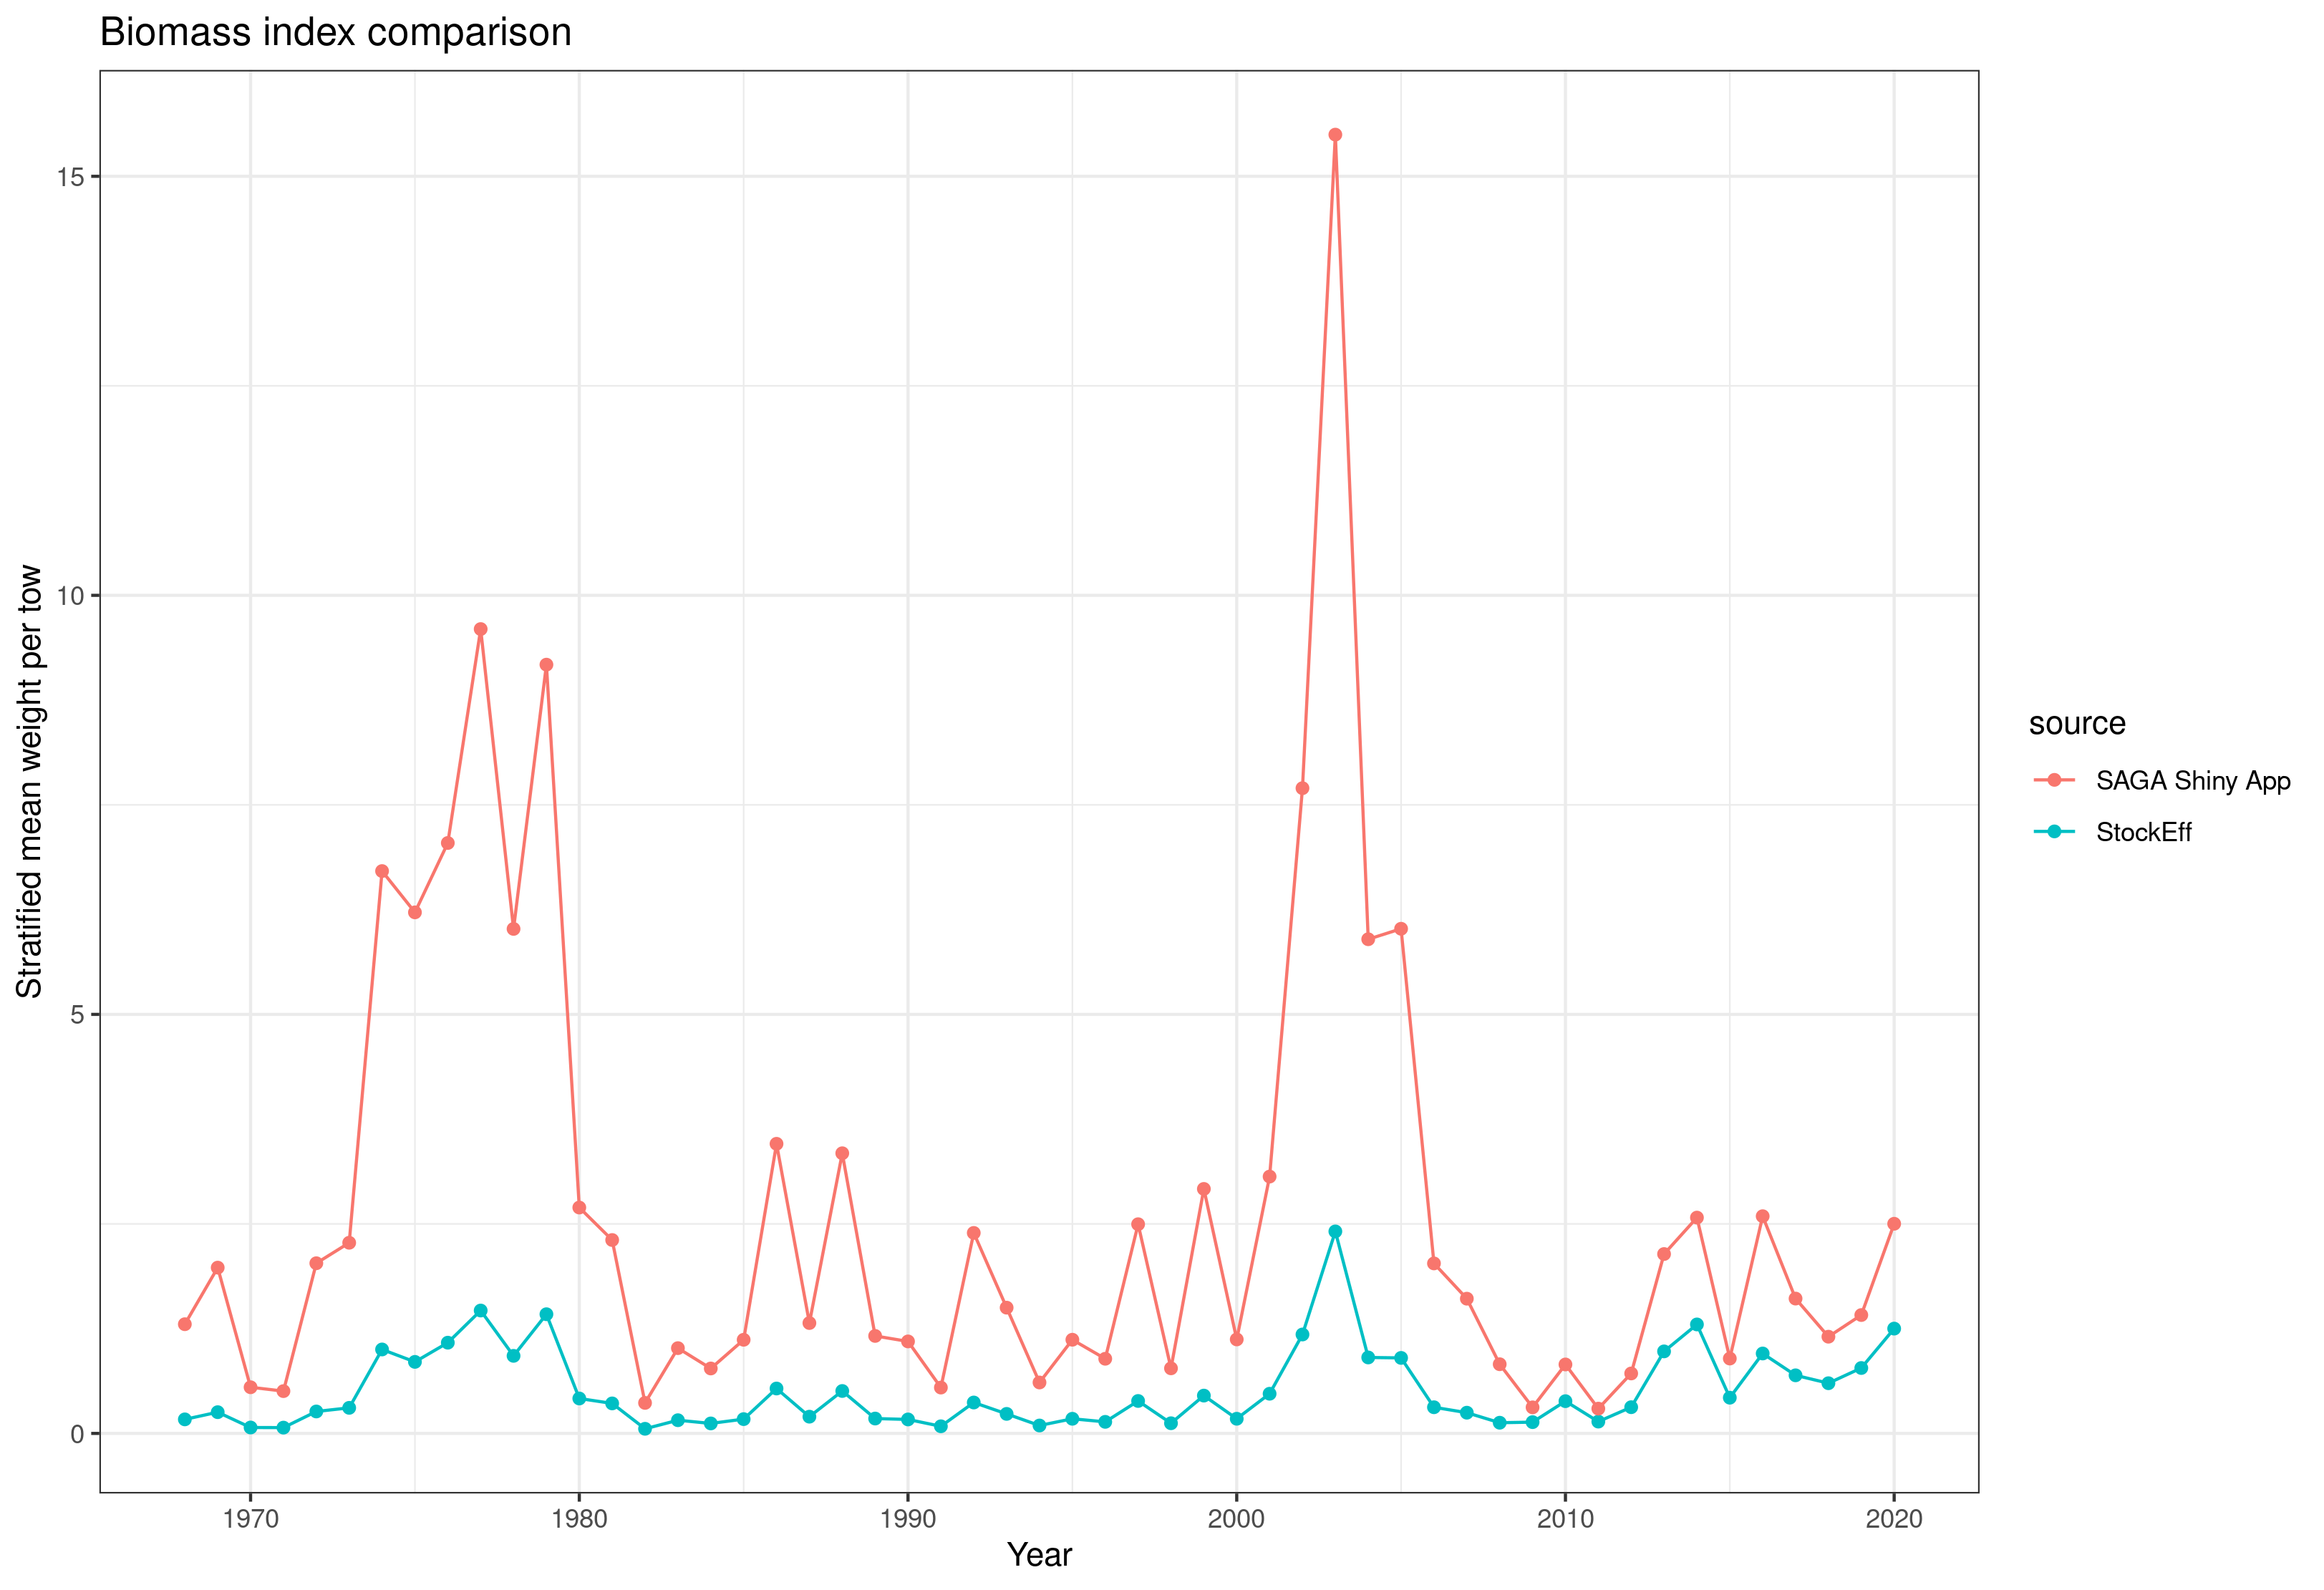 Biomass index comparison
Stratified mean weight per tow
15
10
5
0
1970 1980 1990 2000 2010 2020
Year
source
SAGA Shiny App
StockEff